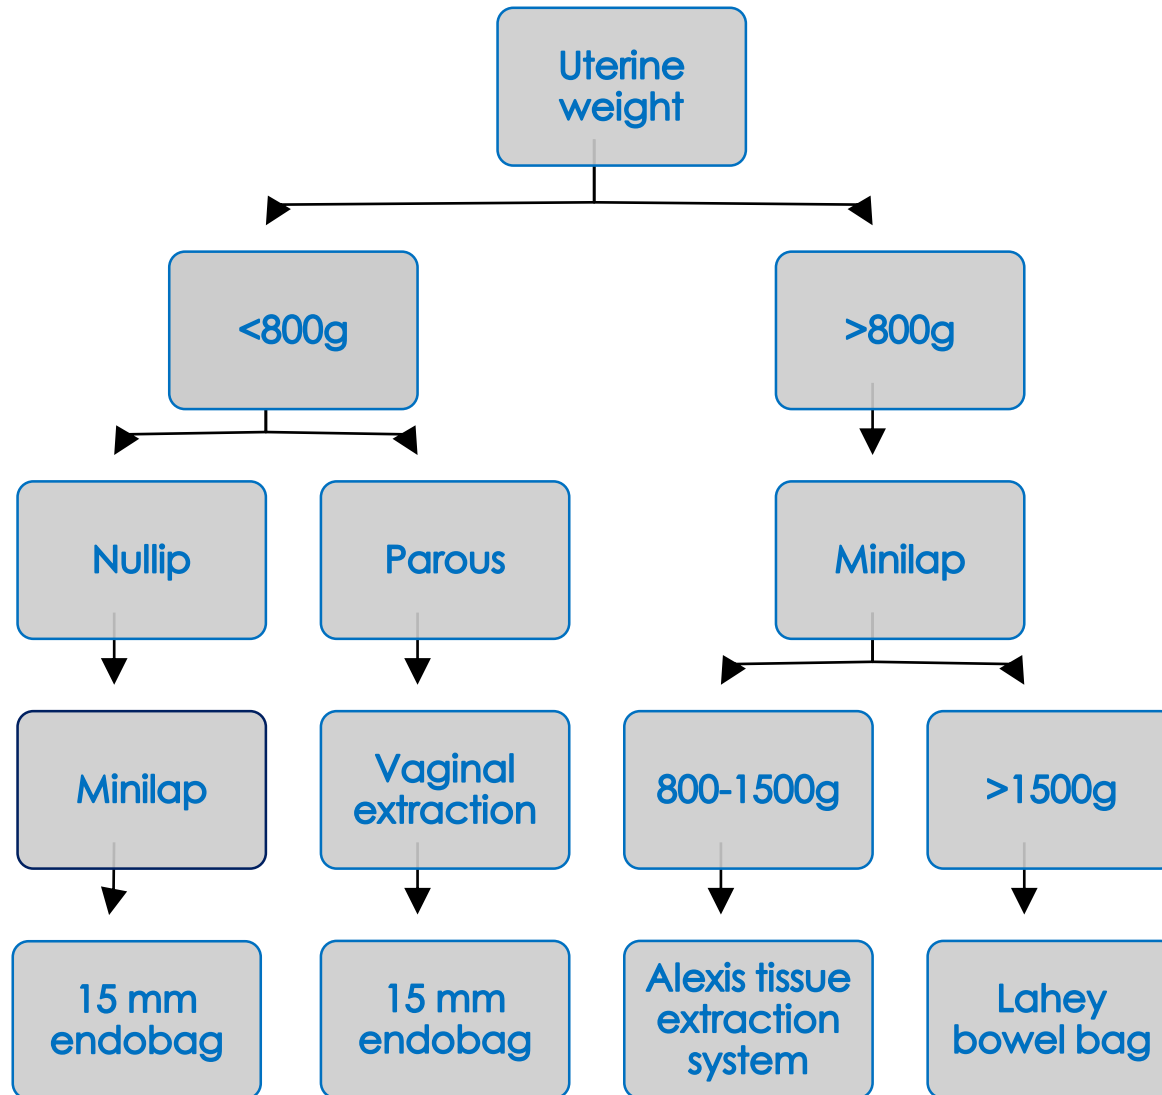 Uterine
weight
<800g
>800g
Nullip
Parous
Minilap
Minilap
Vaginal
extraction
800-1500g
>1500g
15 mm
endobag
15 mm
endobag
Alexis tissue
extraction
system
Lahey
bowel bag